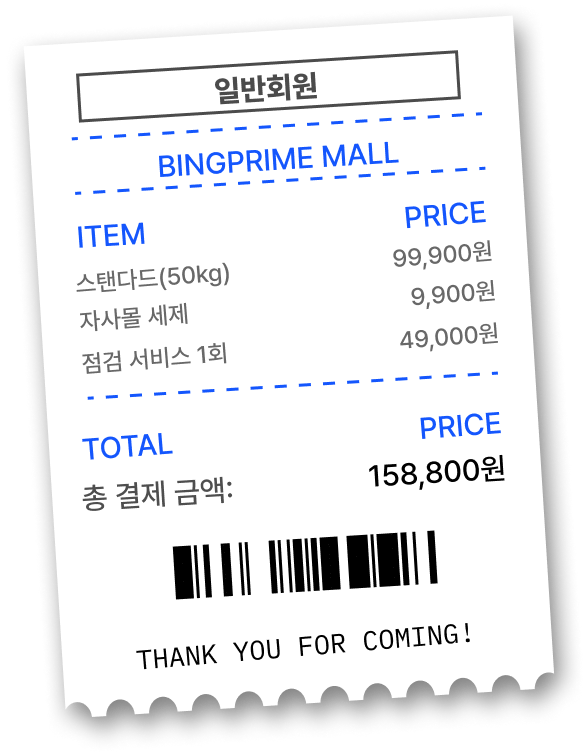 일반회원
BINGPRIME MALL
ITEM PRICE
스탠다드(50kg) 99,900원
자사몰 세제 9,900원
점검 서비스 1회 49,000원
TOTAL PRICE
총 결제 금액: 158,800원
THANK YOU FOR COMING!